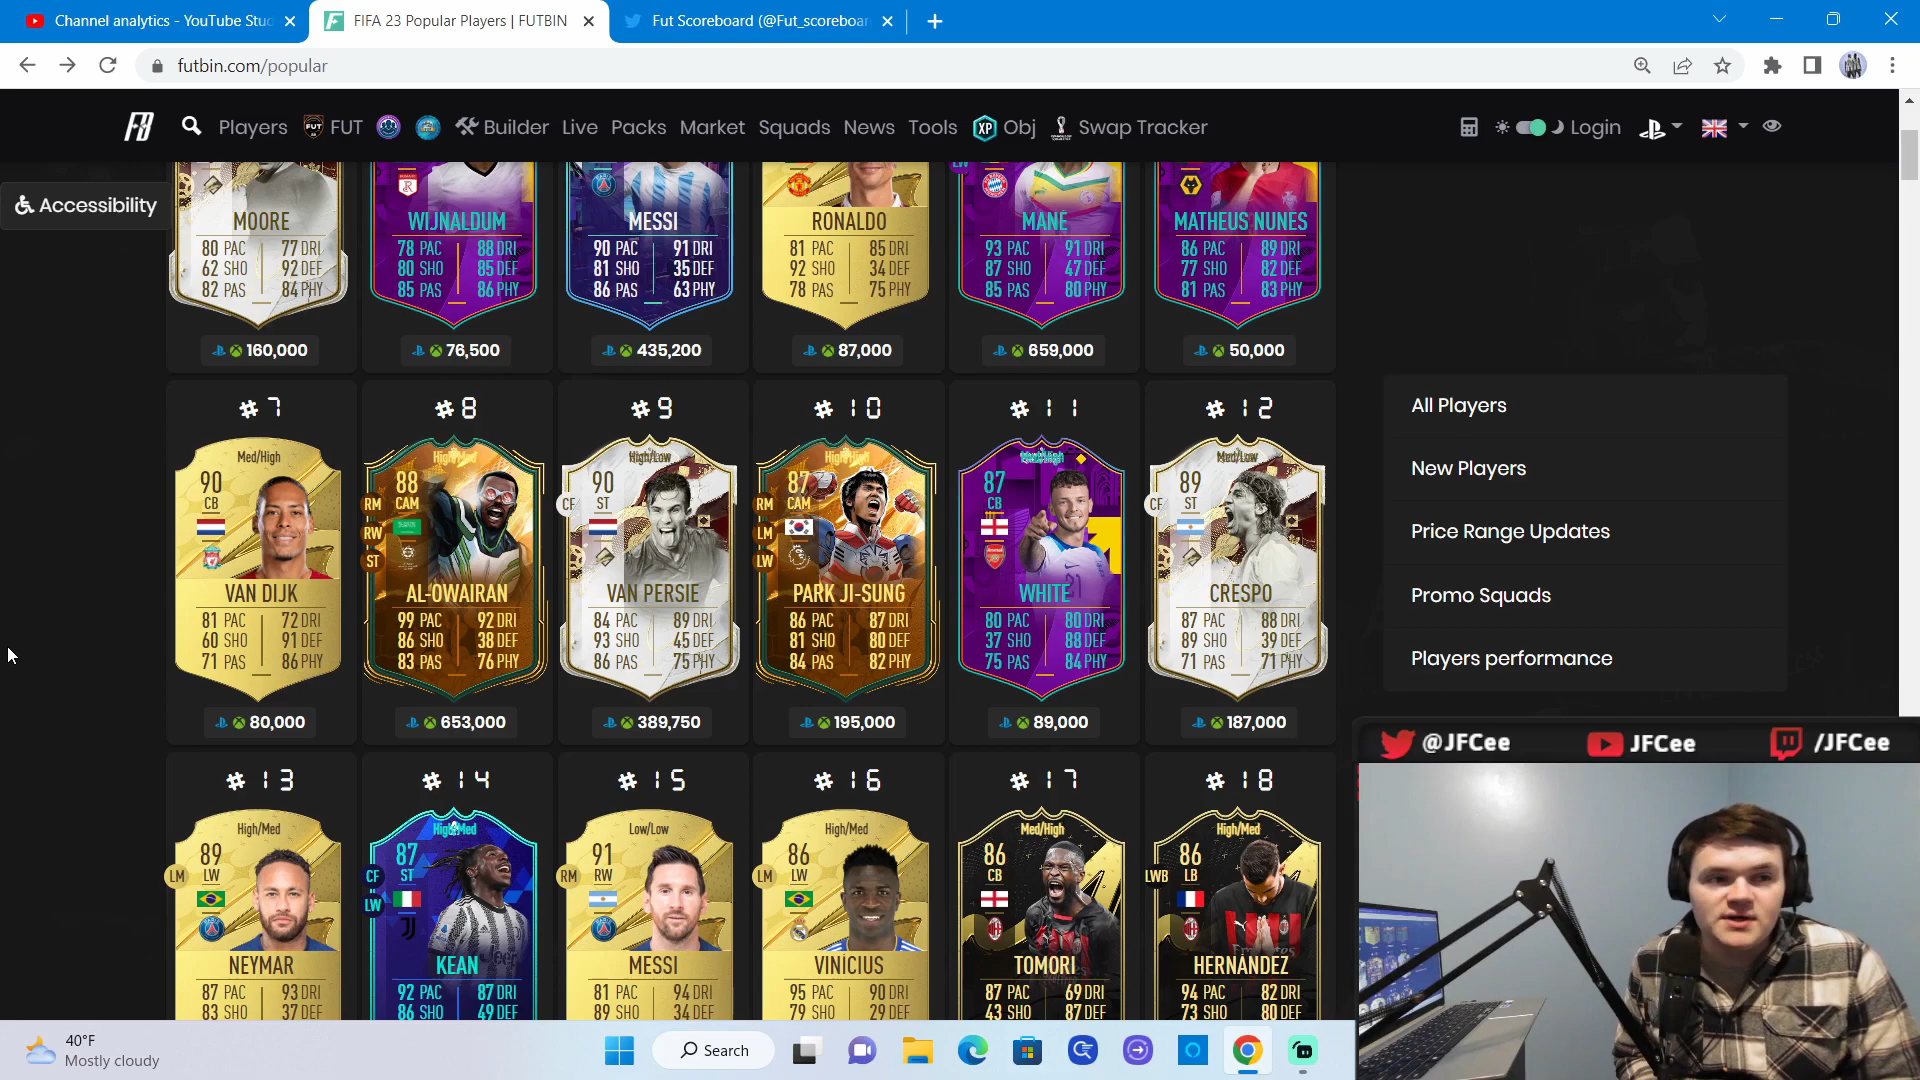 Channel analytics - YouTube Stu
FIFA 23 Popular Players | FUTBIN
Fut Scoreboard (@Fut_scoreboar
futbin.com/popular
Players
FUT
FUT
Builder
Live
Packs
Market
Squads
News
Tools
XP
Obj
Swap Tracker
Login
Accessibility
MOORE
80 PAC 77 DRI
62 SHO 92 DEF
82 PAS 84 PHY
160,000
WIJNALDUM
78 PAC 88 DRI
80 SHO 85 DEF
85 PAS 86 PHY
76,500
MESSI
90 PAC 91 DRI
81 SHO 35 DEF
86 PAS 63 PHY
435,200
RONALDO
81 PAC 85 DRI
92 SHO 34 DEF
78 PAS 75 PHY
87,000
LW
MANÉ
93 PAC 91 DRI
87 SHO 47 DEF
85 PAS 80 PHY
659,000
MATHEUS NUNES
86 PAC 89 DRI
77 SHO 82 DEF
81 PAS 83 PHY
50,000
#7
Med/High
90
CB
VAN DIJK
81 PAC 72 DRI
60 SHO 91 DEF
71 PAS 86 PHY
80,000
#8
High/Med
88
CAM
RM
RW
ST
AL-OWAIRAN
99 PAC 92 DRI
86 SHO 38 DEF
83 PAS 76 PHY
653,000
#9
High/Low
90
ST
CF
VAN PERSIE
84 PAC 89 DRI
93 SHO 45 DEF
86 PAS 75 PHY
389,750
#10
High/High
87
CAM
RM
LM
LW
PARK JI-SUNG
86 PAC 87 DRI
81 SHO 80 DEF
84 PAS 82 PHY
195,000
#11
87
CB
WHITE
80 PAC 80 DRI
37 SHO 88 DEF
75 PAS 84 PHY
89,000
#12
Med/Low
89
ST
CF
CRESPO
87 PAC 88 DRI
89 SHO 39 DEF
71 PAS 71 PHY
187,000
#13
High/Med
89
LW
LM
NEYMAR
87 PAC 93 DRI
83 SHO 37 DEF
#14
High/Med
87
ST
CF
LW
KEAN
92 PAC 87 DRI
86 SHO 49 DEF
#15
Low/Low
91
RW
RM
MESSI
81 PAC 94 DRI
89 SHO 34 DEF
#16
High/Med
86
LW
LM
VINÍCIUS
95 PAC 90 DRI
79 SHO 29 DEF
#17
Med/High
86
CB
TOMORI
87 PAC 69 DRI
43 SHO 87 DEF
#18
High/Med
86
LB
LWB
HERNÁNDEZ
94 PAC 82 DRI
73 SHO 80 DEF
All Players
New Players
Price Range Updates
Promo Squads
Players performance
@JFCee
JFCee
/JFCee
40°F
Mostly cloudy
Search